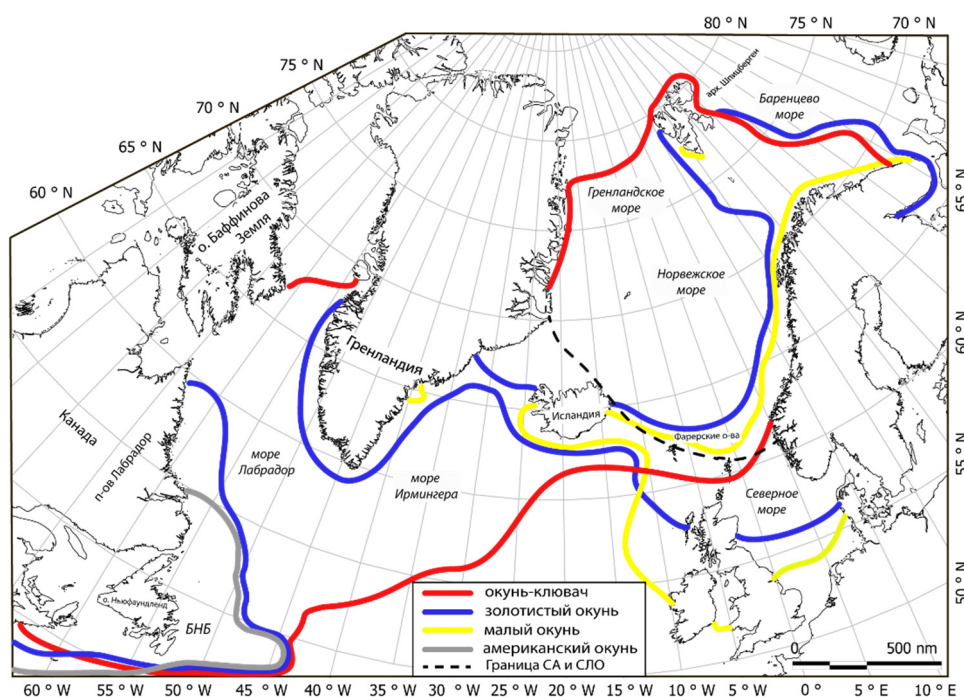 80 ° N
75 ° N
70 ° N
75 ° N
70 ° N
65 ° N
60 ° N
65 ° N
60 ° N
55 ° N
50 ° N
арх. Шпицберген
Баренцево
море
Гренландское
море
Норвежское
море
о. Баффинова
Земля
Гренландия
Исландия
Фарерские о-ва
Канада
п-ов Лабрадор
море
Лабрадор
море
Ирмингера
Северное
море
о. Ньюфаундленд
БНБ
окунь-клювач
золотистый окунь
малый окунь
американский окунь
Граница СА и СЛО
0
500 nm
60 ° W
55 ° W
50 ° W
45 ° W
40 ° W
35 ° W
30 ° W
25 ° W
20 ° W
15 ° W
10 ° W
5 ° W
0 °
5 ° E
10 ° E